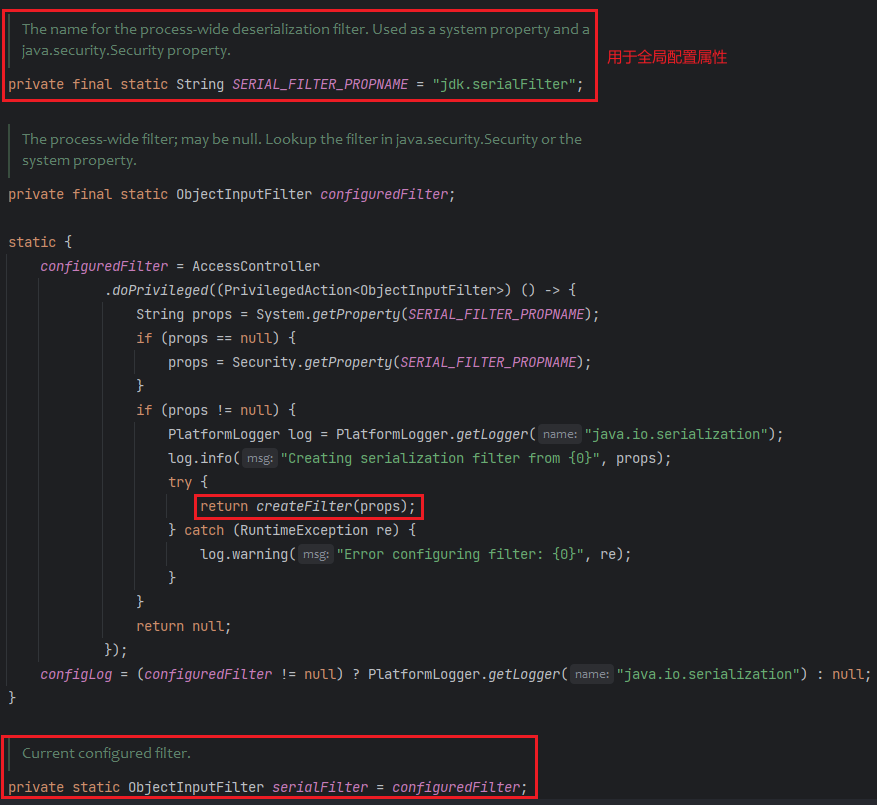 The name for the process-wide deserialization filter. Used as a system property and a
java.security.Security property.
用于全局配置属性
private final static String SERIAL_FILTER_PROPNAME = "jdk.serialFilter";
The process-wide filter; may be null. Lookup the filter in java.security.Security or the
system property.
private final static ObjectInputFilter configuredFilter;
static {
configuredFilter = AccessController
.doPrivileged((PrivilegedAction<ObjectInputFilter>) () -> {
String props = System.getProperty(SERIAL_FILTER_PROPNAME);
if (props == null) {
props = Security.getProperty(SERIAL_FILTER_PROPNAME);
}
if (props != null) {
PlatformLogger log = PlatformLogger.getLogger( name: "java.io.serialization");
log.info( msg: "Creating serialization filter from {0}", props);
try {
return createFilter(props);
} catch (RuntimeException re) {
log.warning( msg: "Error configuring filter: {0}", re);
}
}
return null;
});
configLog = (configuredFilter != null) ? PlatformLogger.getLogger( name: "java.io.serialization") : null;
}
Current configured filter.
private static ObjectInputFilter serialFilter = configuredFilter;